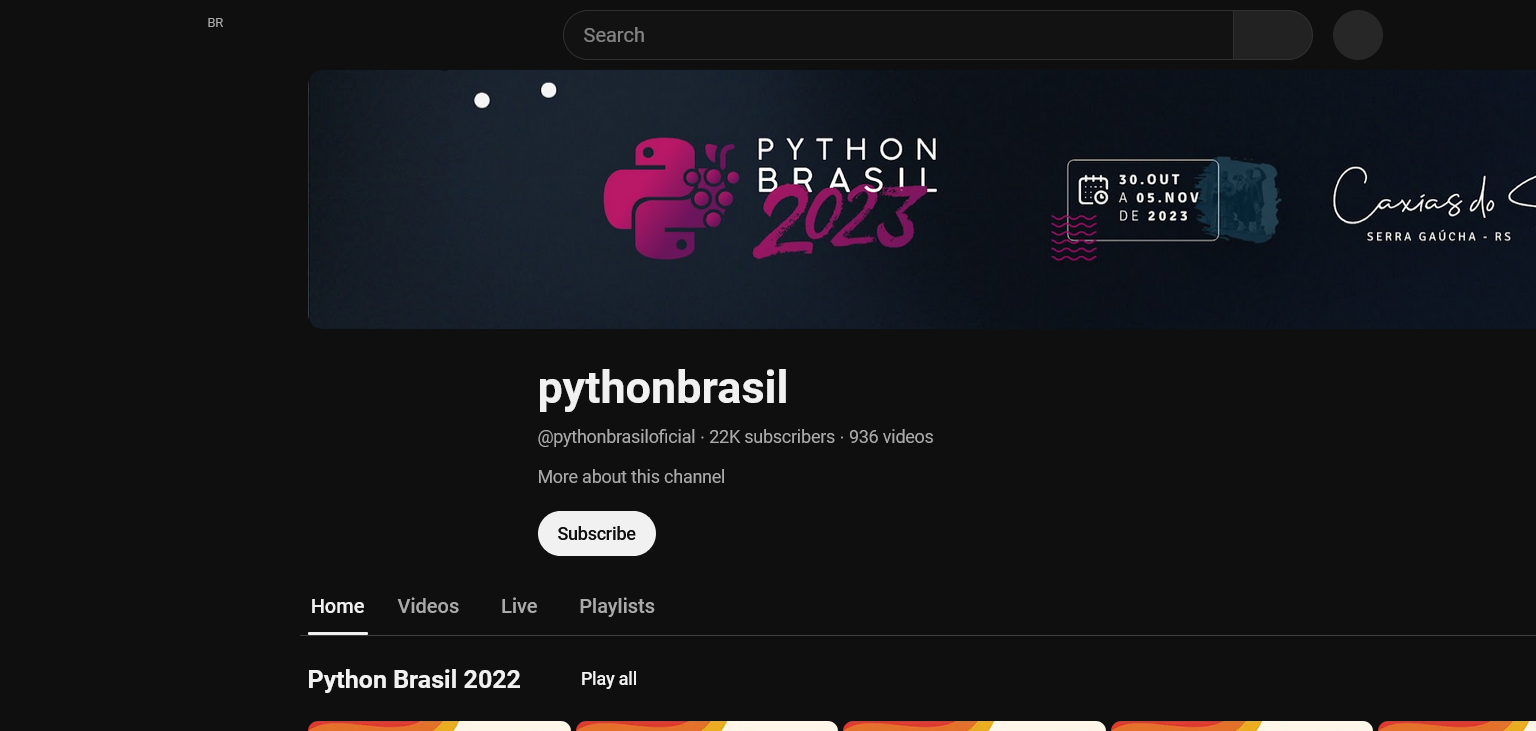 BR
Search
PYTHON
BRASIL
2023
30.OUT
A 05.NOV
DE 2023
Caxias do
SERRA GAÚCHA - RS
pythonbrasil
@pythonbrasiloficial · 22K subscribers · 936 videos
More about this channel
Subscribe
Home Videos Live Playlists
Python Brasil 2022 Play all